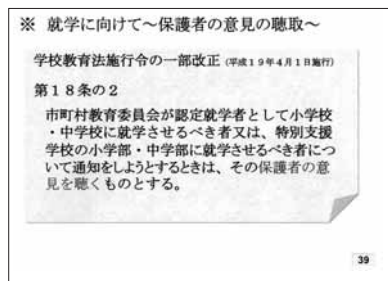 ※ 就学に向けて～保護者の意見の聴取～
学校教育法施行令の一部改正 (平成19年4月1日施行)
第18条の2
市町村教育委員会が認定就学者として小学校
・中学校に就学させるべき者又は、特別支援
学校の小学部・中学部に就学させるべき者につ
いて通知をしようとするときは、その保護者の意
見を聴くものとする。
39